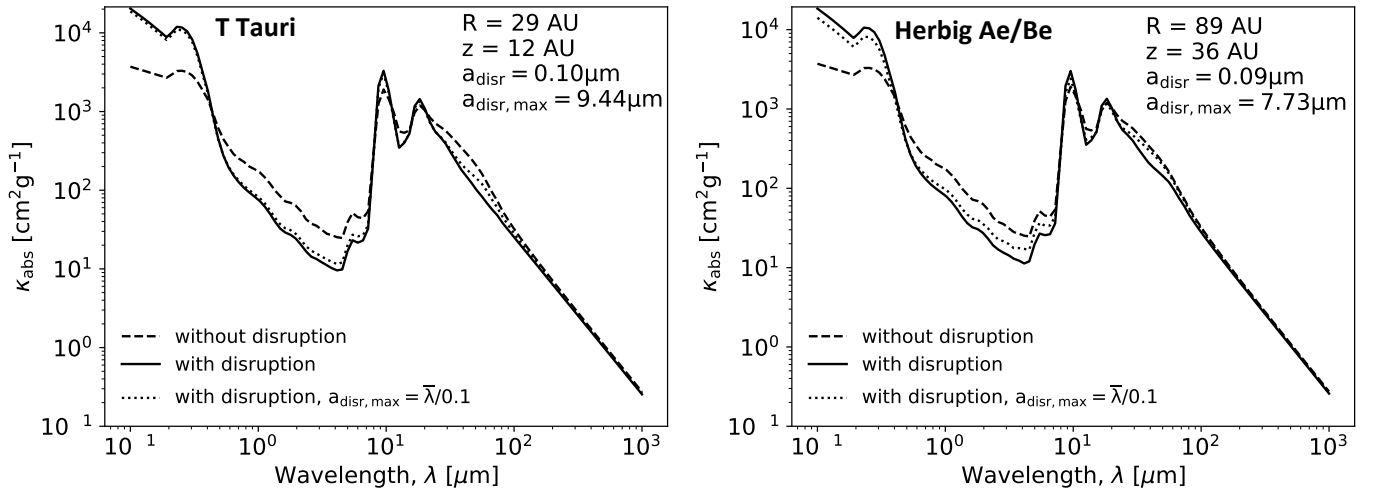 T Tauri
R = 29 AU
z = 12 AU
a_disr = 0.10μm
a_disr, max = 9.44μm
10⁴
10³
10²
10¹
10⁰
10 ¹
κ_abs [cm²g⁻¹]
without disruption
with disruption
with disruption, a_disr, max = λ̅/0.1
10 ¹
10⁰
10¹
10²
10³
Wavelength, λ [μm]
Herbig Ae/Be
R = 89 AU
z = 36 AU
a_disr = 0.09μm
a_disr, max = 7.73μm
10⁴
10³
10²
10¹
10⁰
10 ¹
κ_abs [cm²g⁻¹]
without disruption
with disruption
with disruption, a_disr, max = λ̅/0.1
10 ¹
10⁰
10¹
10²
10³
Wavelength, λ [μm]